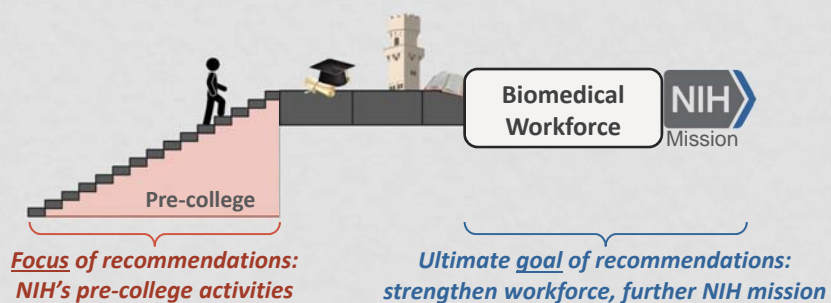 Biomedical
Workforce
NIH
Mission
Pre-college
Focus of recommendations:
NIH's pre-college activities
Ultimate goal of recommendations:
strengthen workforce, further NIH mission